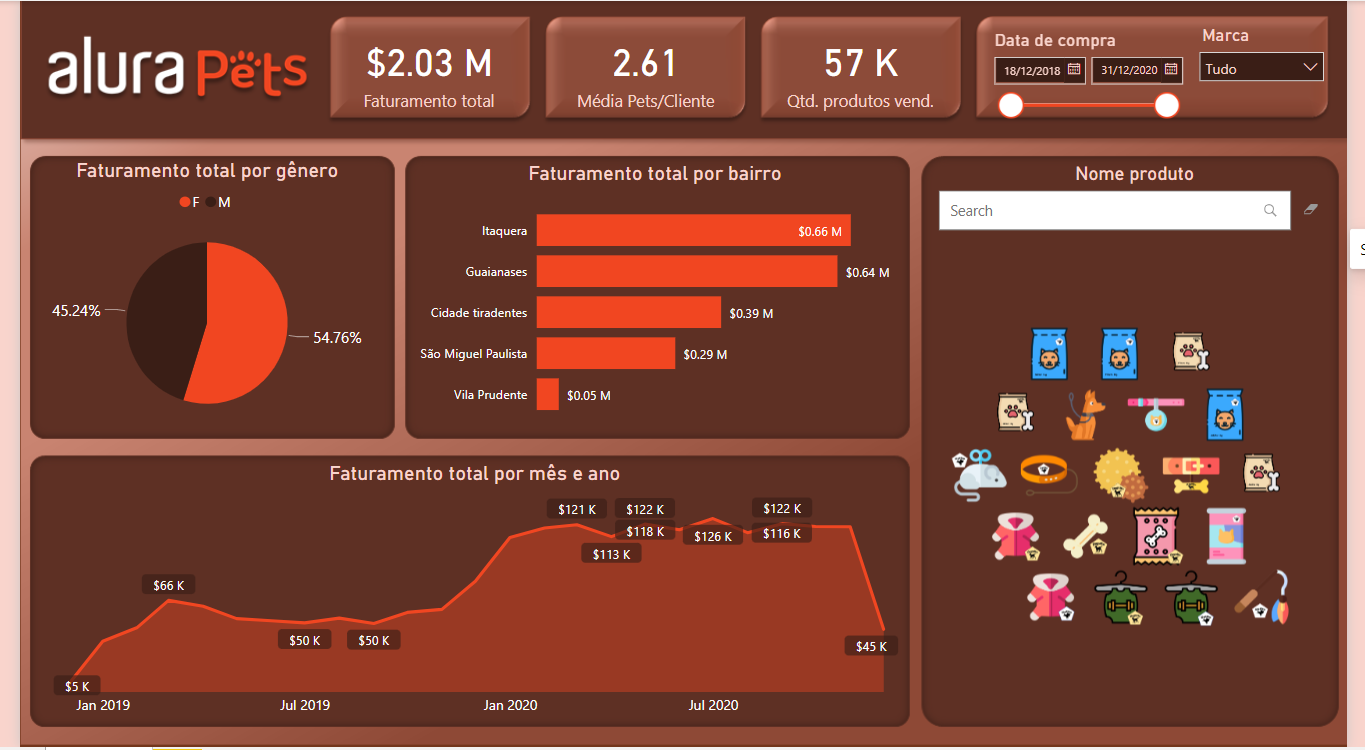 alura Pets
$2.03 M
Faturamento total
2.61
Média Pets/Cliente
57 K
Qtd. produtos vend.
Data de compra
18/12/2018
31/12/2020
Marca
Tudo
Faturamento total por gênero
F M
45.24%
54.76%
Faturamento total por bairro
Itaquera $0.66 M
Guaianases $0.64 M
Cidade tiradentes $0.39 M
São Miguel Paulista $0.29 M
Vila Prudente $0.05 M
Nome produto
Search
S
Faturamento total por mês e ano
$121 K $122 K $122 K
$118 K $126 K $116 K
$113 K
$66 K
$50 K $50 K
$45 K
$5 K
Jan 2019 Jul 2019 Jan 2020 Jul 2020